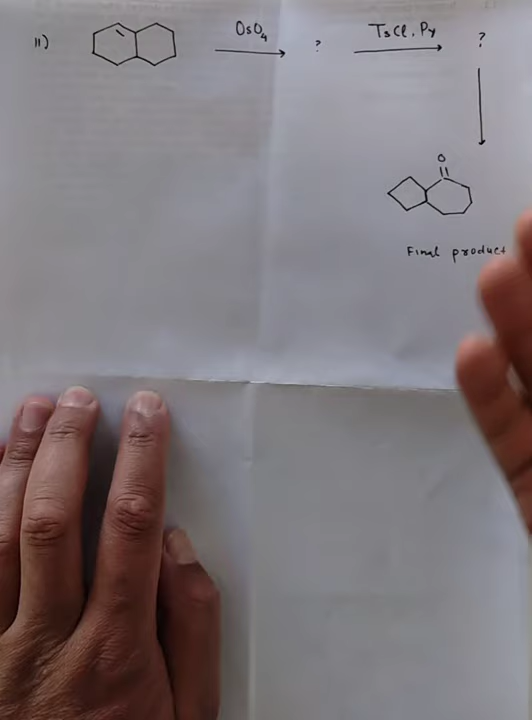 11) OsO4 ? TsCl, Py ?
O
Final product